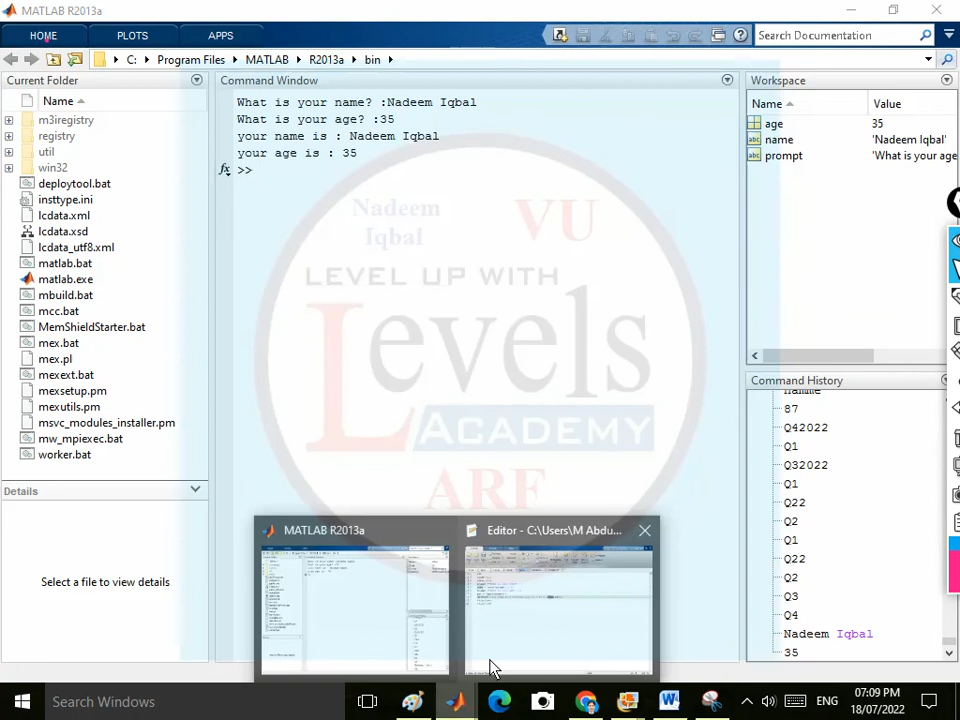 MATLAB R2013a
HOME
PLOTS
APPS
Search Documentation
C:
Program Files
MATLAB
R2013a
bin
Current Folder
Name
m3iregistry
registry
util
win32
deploytool.bat
insttype.ini
lcdata.xml
lcdata.xsd
lcdata_utf8.xml
matlab.bat
matlab.exe
mbuild.bat
mcc.bat
MemShieldStarter.bat
mex.bat
mex.pl
mexext.bat
mexsetup.pm
mexutils.pm
msvc_modules_installer.pm
mw_mpiexec.bat
worker.bat
Details
Select a file to view details
Command Window
What is your name? :Nadeem Iqbal
What is your age? :35
your name is : Nadeem Iqbal
your age is : 35
fx >>
Nadeem
Iqbal
VU
LEVEL UP WITH
Levels
ACADEMY
ARF
Workspace
Name Value
age 35
name 'Nadeem Iqbal'
prompt 'What is your age
Command History
87
Q42022
Q1
Q32022
Q1
Q22
Q2
Q1
Q22
Q2
Q3
Q4
Nadeem Iqbal
35
MATLAB R2013a
Editor - C:\Users\M Abdu...
Search Windows
ENG
07:09 PM
18/07/2022